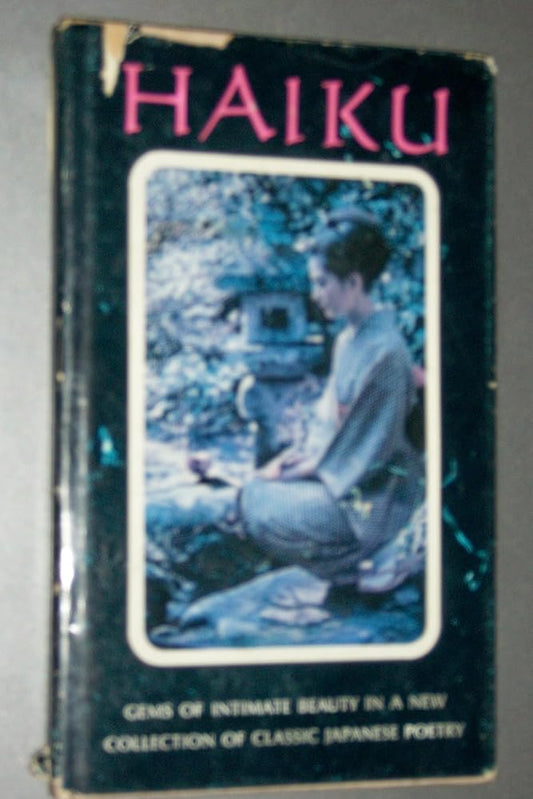 HAIKU
GEMS OF INTIMATE BEAUTY IN A NEW
COLLECTION OF CLASSIC JAPANESE POETRY